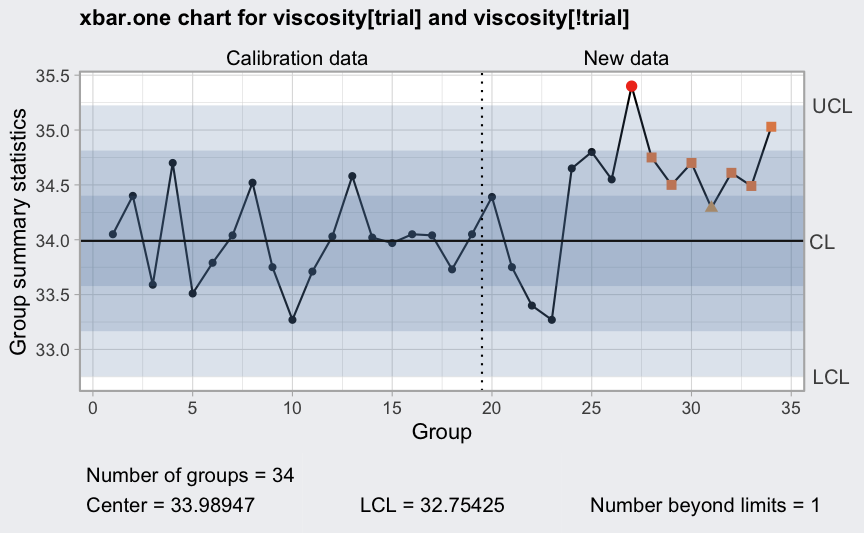 xbar.one chart for viscosity[trial] and viscosity[!trial]
Calibration data New data
35.5
UCL
35.0
34.5
34.0
CL
33.5
33.0
LCL
Group summary statistics
0 5 10 15 20 25 30 35
Group
Number of groups = 34
Center = 33.98947 LCL = 32.75425 Number beyond limits = 1